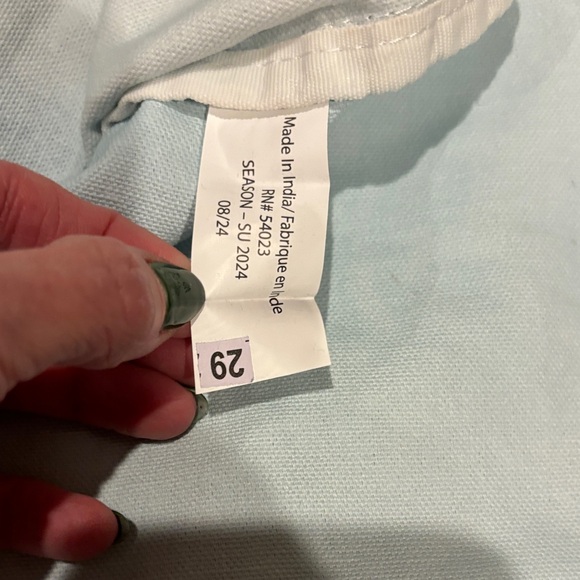 Made In India/ Fabrique en Inde
RN# 54023
SEASON – SU 2024
08/24
29